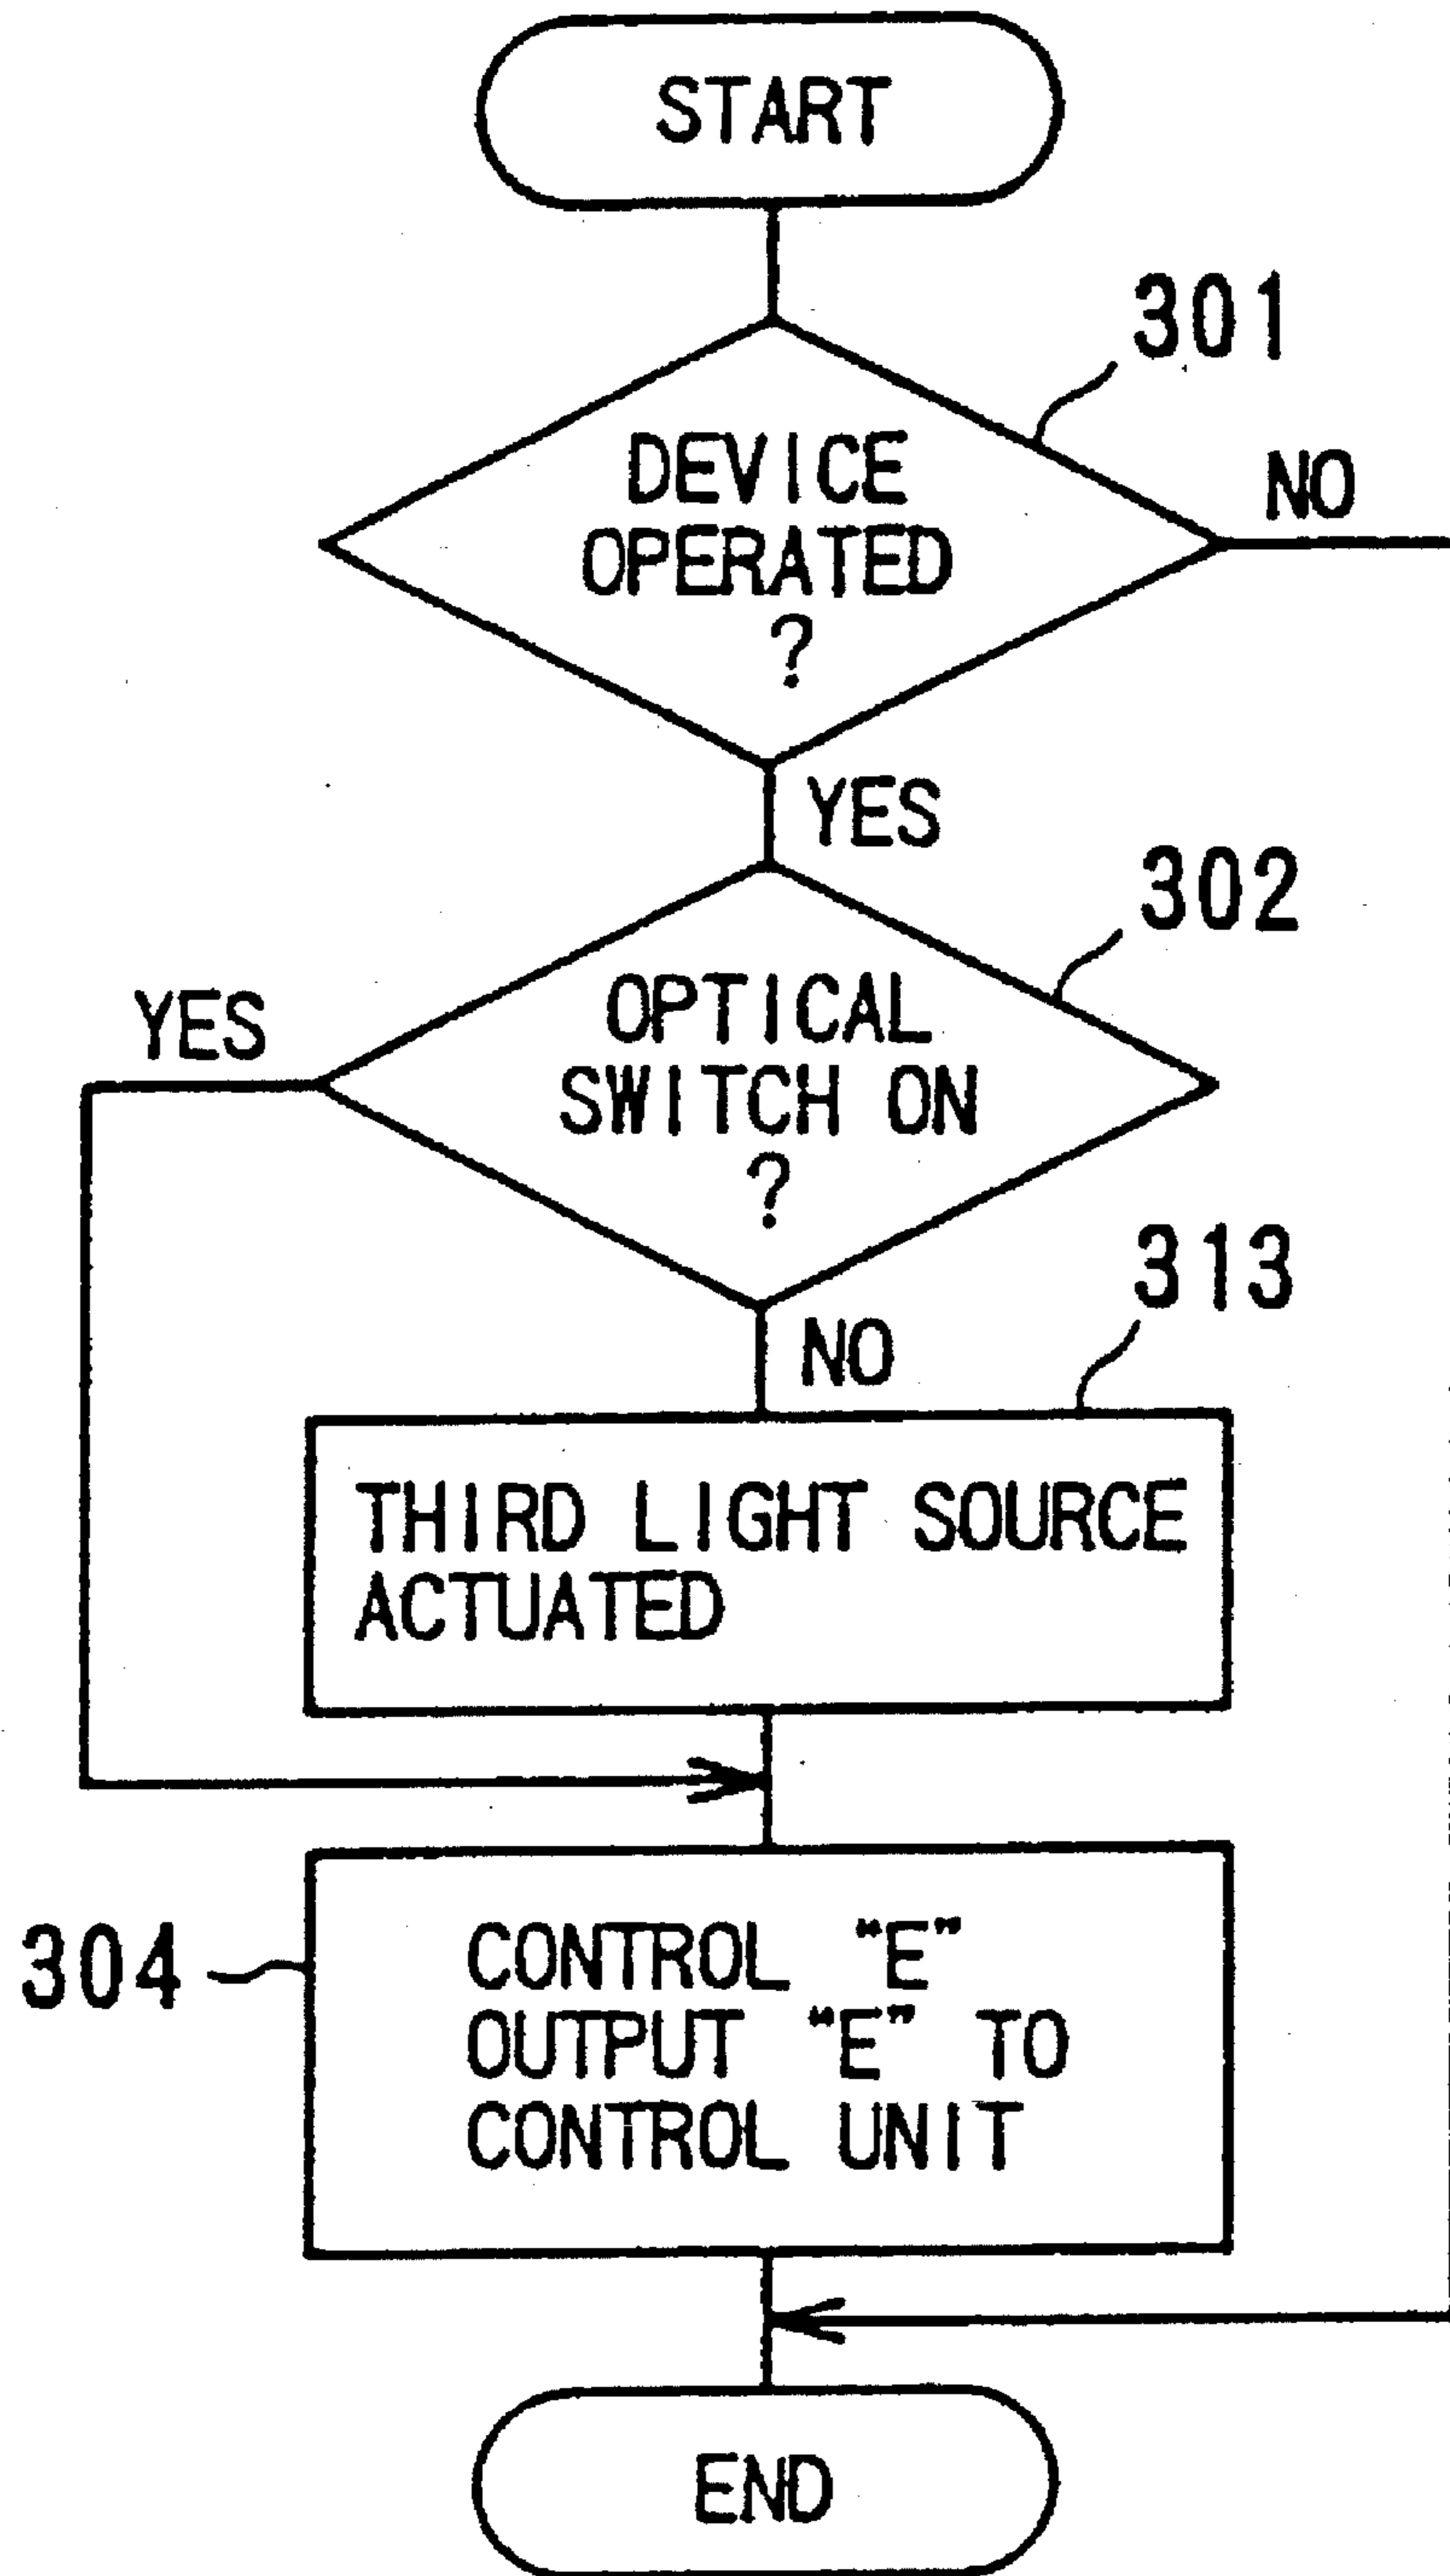 START
301
DEVICE
OPERATED
?
NO
YES
302
OPTICAL
SWITCH ON
?
YES
NO
313
THIRD LIGHT SOURCE
ACTUATED
304
CONTROL “E”
OUTPUT “E” TO
CONTROL UNIT
END